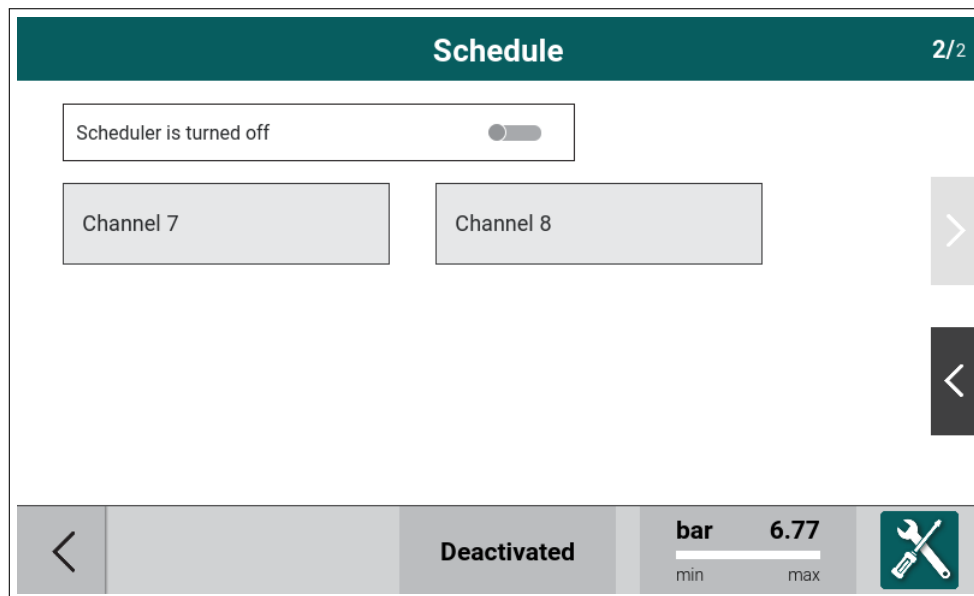 Schedule
2/2
Scheduler is turned off
Channel 7
Channel 8
Deactivated
bar 6.77
min max